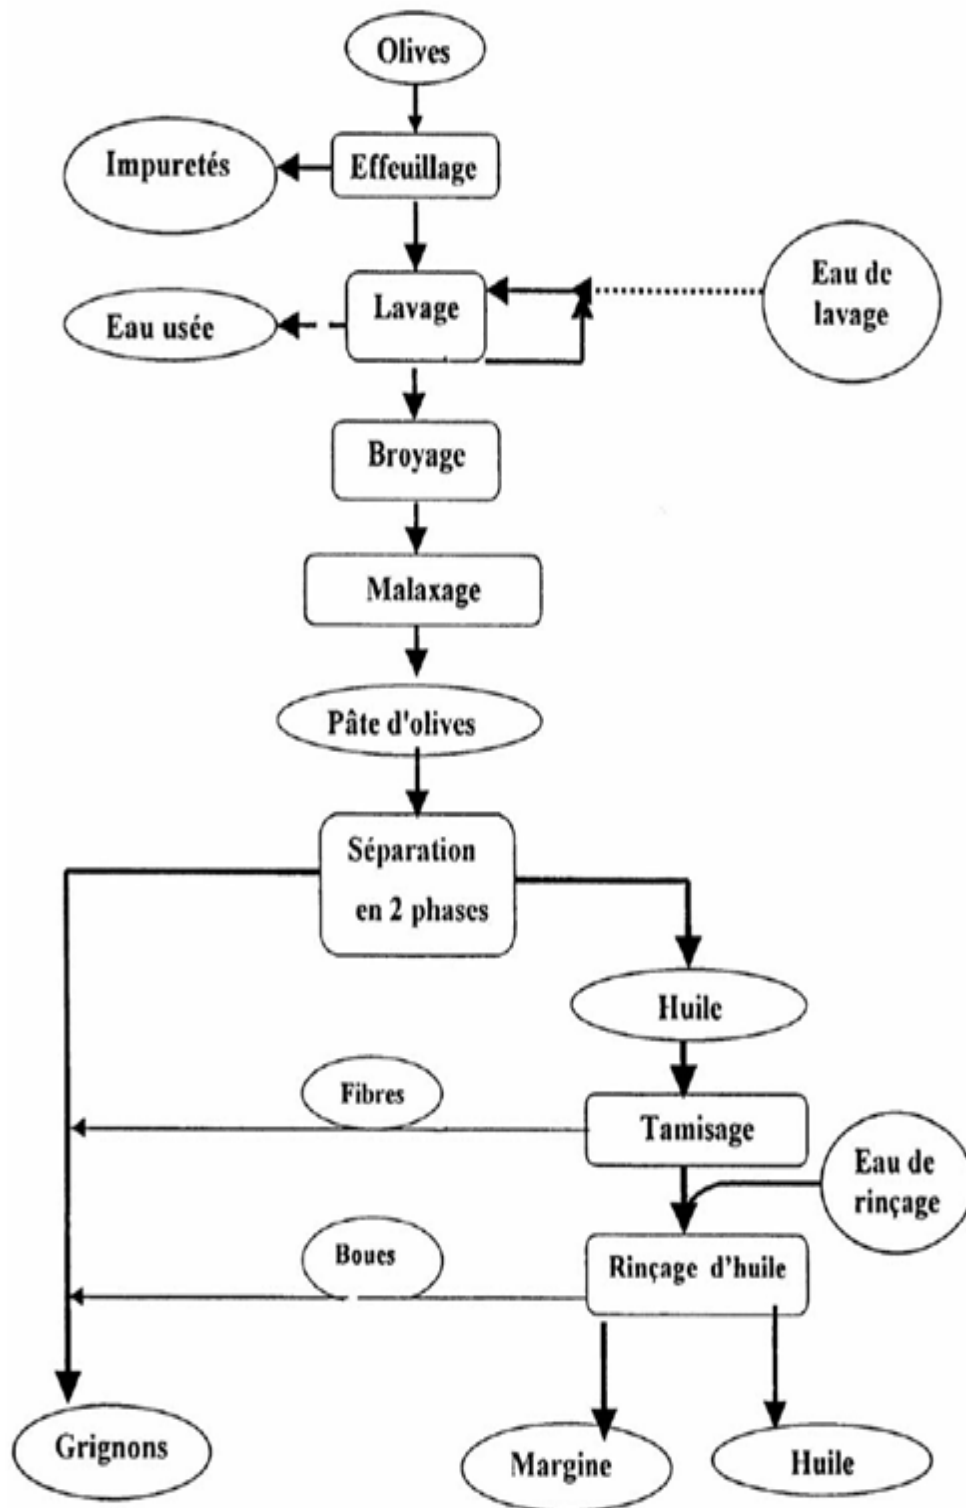 Olives
Impuretés
Effeuillage
Eau de
lavage
Lavage
Eau usée
Broyage
Malaxage
Pâte d'olives
Séparation
en 2 phases
Huile
Fibres
Tamisage
Eau de
rinçage
Boues
Rinçage d'huile
Grignons
Margine
Huile